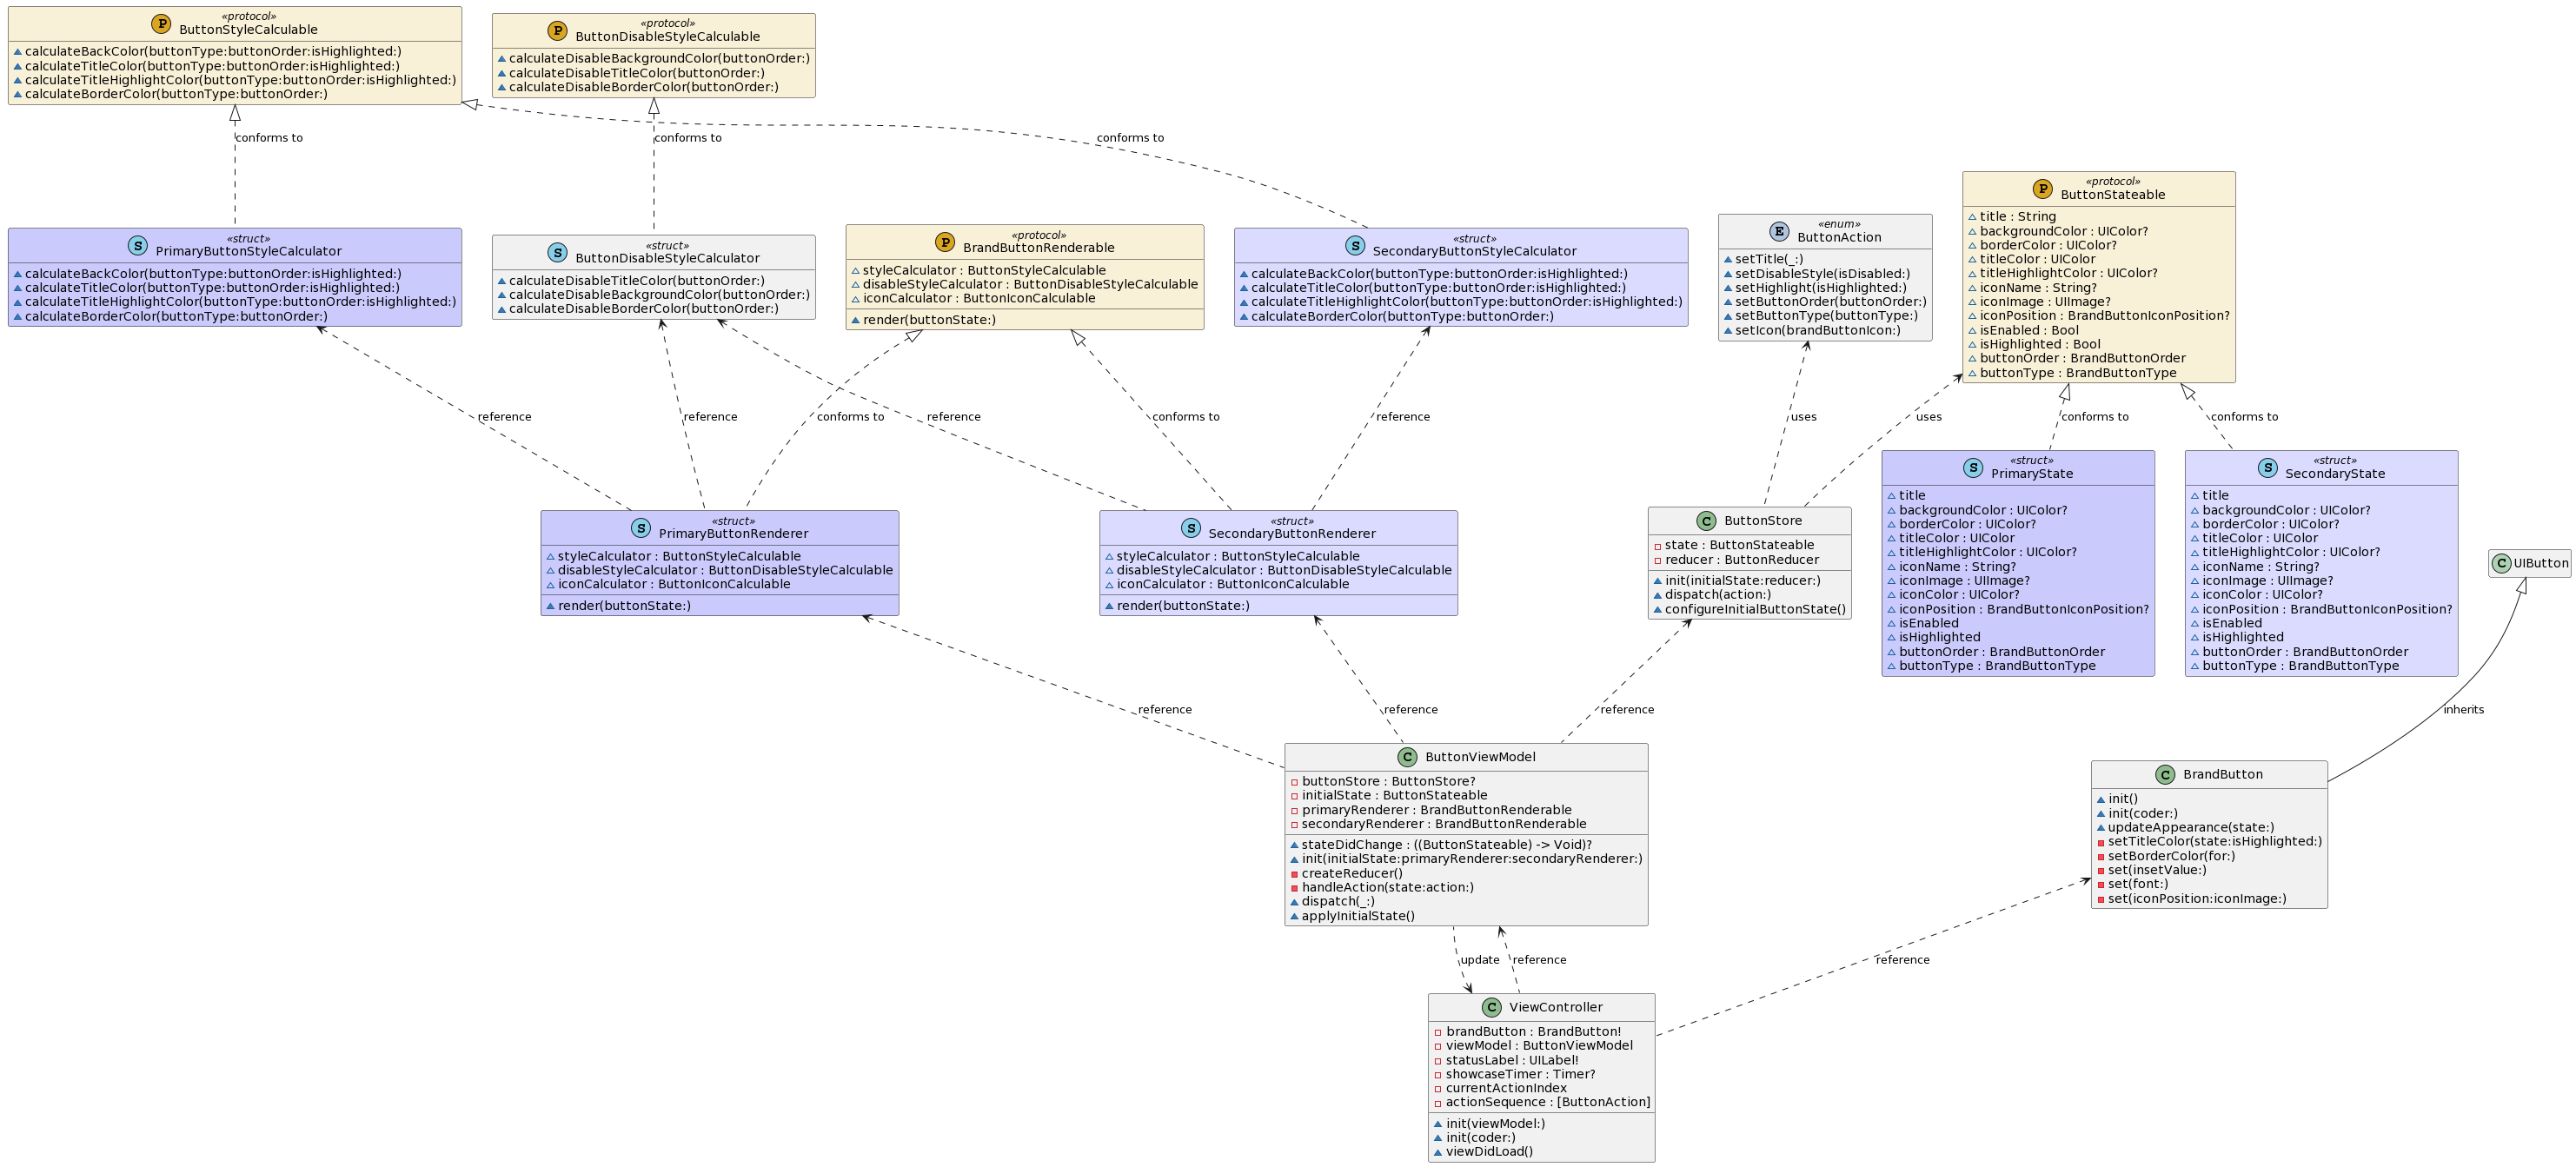 «protocol»
P ButtonStyleCalculable
calculateBackColor(buttonType:buttonOrder:isHighlighted:)
calculateTitleColor(buttonType:buttonOrder:isHighlighted:)
calculateTitleHighlightColor(buttonType:buttonOrder:isHighlighted:)
calculateBorderColor(buttonType:buttonOrder:)
«protocol»
P ButtonDisableStyleCalculable
calculateDisableBackgroundColor(buttonOrder:)
calculateDisableTitleColor(buttonOrder:)
calculateDisableBorderColor(buttonOrder:)
conforms to
conforms to
conforms to
«struct»
S PrimaryButtonStyleCalculator
calculateBackColor(buttonType:buttonOrder:isHighlighted:)
calculateTitleColor(buttonType:buttonOrder:isHighlighted:)
calculateTitleHighlightColor(buttonType:buttonOrder:isHighlighted:)
calculateBorderColor(buttonType:buttonOrder:)
«struct»
S ButtonDisableStyleCalculator
calculateDisableTitleColor(buttonOrder:)
calculateDisableBackgroundColor(buttonOrder:)
calculateDisableBorderColor(buttonOrder:)
«protocol»
P BrandButtonRenderable
styleCalculator : ButtonStyleCalculable
disableStyleCalculator : ButtonDisableStyleCalculable
iconCalculator : ButtonIconCalculable
render(buttonState:)
«struct»
S SecondaryButtonStyleCalculator
calculateBackColor(buttonType:buttonOrder:isHighlighted:)
calculateTitleColor(buttonType:buttonOrder:isHighlighted:)
calculateTitleHighlightColor(buttonType:buttonOrder:isHighlighted:)
calculateBorderColor(buttonType:buttonOrder:)
«enum»
E ButtonAction
setTitle(_:)
setDisableStyle(isDisabled:)
setHighlight(isHighlighted:)
setButtonOrder(buttonOrder:)
setButtonType(buttonType:)
setIcon(brandButtonIcon:)
«protocol»
P ButtonStateable
title : String
backgroundColor : UIColor?
borderColor : UIColor?
titleColor : UIColor
titleHighlightColor : UIColor?
iconName : String?
iconImage : UIImage?
iconPosition : BrandButtonIconPosition?
isEnabled : Bool
isHighlighted : Bool
buttonOrder : BrandButtonOrder
buttonType : BrandButtonType
reference
reference
conforms to
reference
conforms to
reference
uses
uses
conforms to
conforms to
«struct»
S PrimaryButtonRenderer
styleCalculator : ButtonStyleCalculable
disableStyleCalculator : ButtonDisableStyleCalculable
iconCalculator : ButtonIconCalculable
render(buttonState:)
«struct»
S SecondaryButtonRenderer
styleCalculator : ButtonStyleCalculable
disableStyleCalculator : ButtonDisableStyleCalculable
iconCalculator : ButtonIconCalculable
render(buttonState:)
C ButtonStore
state : ButtonStateable
reducer : ButtonReducer
init(initialState:reducer:)
dispatch(action:)
configureInitialButtonState()
«struct»
S PrimaryState
title
backgroundColor : UIColor?
borderColor : UIColor?
titleColor : UIColor
titleHighlightColor : UIColor?
iconName : String?
iconImage : UIImage?
iconColor : UIColor?
iconPosition : BrandButtonIconPosition?
isEnabled
isHighlighted
buttonOrder : BrandButtonOrder
buttonType : BrandButtonType
«struct»
S SecondaryState
title
backgroundColor : UIColor?
borderColor : UIColor?
titleColor : UIColor
titleHighlightColor : UIColor?
iconName : String?
iconImage : UIImage?
iconColor : UIColor?
iconPosition : BrandButtonIconPosition?
isEnabled
isHighlighted
buttonOrder : BrandButtonOrder
buttonType : BrandButtonType
C UIButton
reference
reference
reference
inherits
C ButtonViewModel
buttonStore : ButtonStore?
initialState : ButtonStateable
primaryRenderer : BrandButtonRenderable
secondaryRenderer : BrandButtonRenderable
stateDidChange : ((ButtonStateable) -> Void)?
init(initialState:primaryRenderer:secondaryRenderer:)
createReducer()
handleAction(state:action:)
dispatch(_:)
applyInitialState()
C BrandButton
init()
init(coder:)
updateAppearance(state:)
setTitleColor(state:isHighlighted:)
setBorderColor(for:)
set(insetValue:)
set(font:)
set(iconPosition:iconImage:)
update
reference
reference
C ViewController
brandButton : BrandButton!
viewModel : ButtonViewModel
statusLabel : UILabel!
showcaseTimer : Timer?
currentActionIndex
actionSequence : [ButtonAction]
init(viewModel:)
init(coder:)
viewDidLoad()